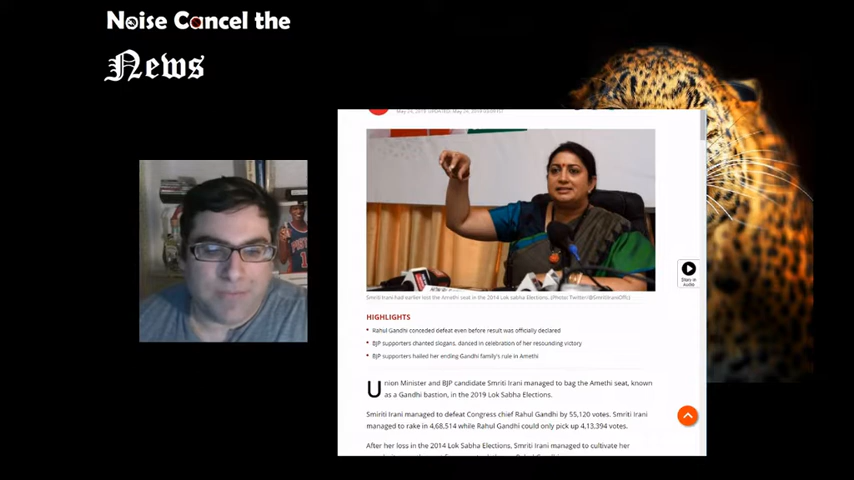 Noise Cancel the
News
Smriti Irani had earlier lost the Amethi seat in the 2014 Lok sabha Elections. (Photo: Twitter/@SmritiIraniOffc)
HIGHLIGHTS
Rahul Gandhi conceded defeat even before result was officially declared
BJP supporters chanted slogans, danced in celebration of her resounding victory
BJP supporters hailed her ending Gandhi family's rule in Amethi
Union Minister and BJP candidate Smriti Irani managed to bag the Amethi seat, known
as a Gandhi bastion, in the 2019 Lok Sabha Elections.
Smiriti Irani managed to defeat Congress chief Rahul Gandhi by 55,120 votes. Smriti Irani
managed to rake in 4,68,514 while Rahul Gandhi could only pick up 4,13,394 votes.
After her loss in the 2014 Lok Sabha Elections, Smriti Irani managed to cultivate her